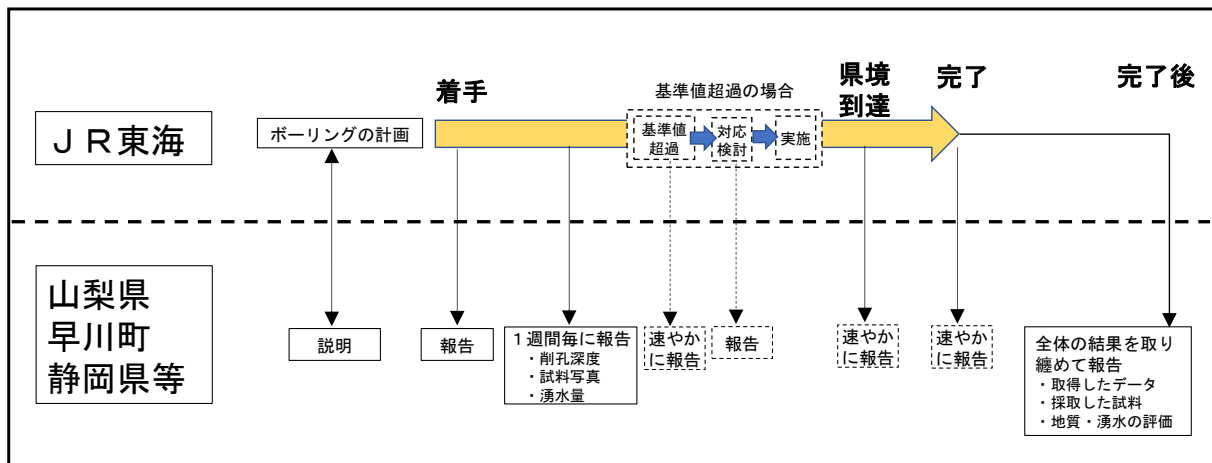 着手
基準値超過の場合
県境
到達
完了
完了後
ＪＲ東海
ボーリングの計画
基準値
超過
対応
検討
実施
山梨県
早川町
静岡県等
説明
報告
１週間毎に報告
・削孔深度
・試料写真
・湧水量
速やか
に報告
報告
速やか
に報告
速やか
に報告
全体の結果を取り
纏めて報告
・取得したデータ
・採取した試料
・地質・湧水の評価